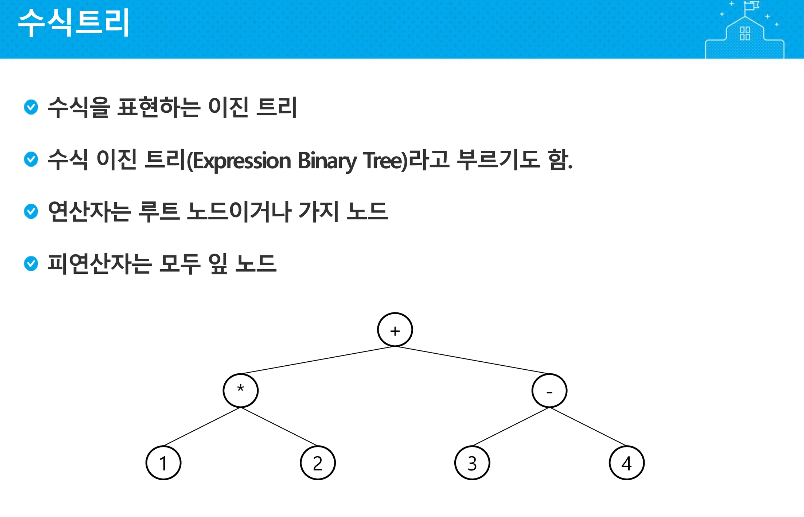 수식트리
수식을 표현하는 이진 트리
수식 이진 트리(Expression Binary Tree)라고 부르기도 함.
연산자는 루트 노드이거나 가지 노드
피연산자는 모두 잎 노드
+
* -
1 2 3 4